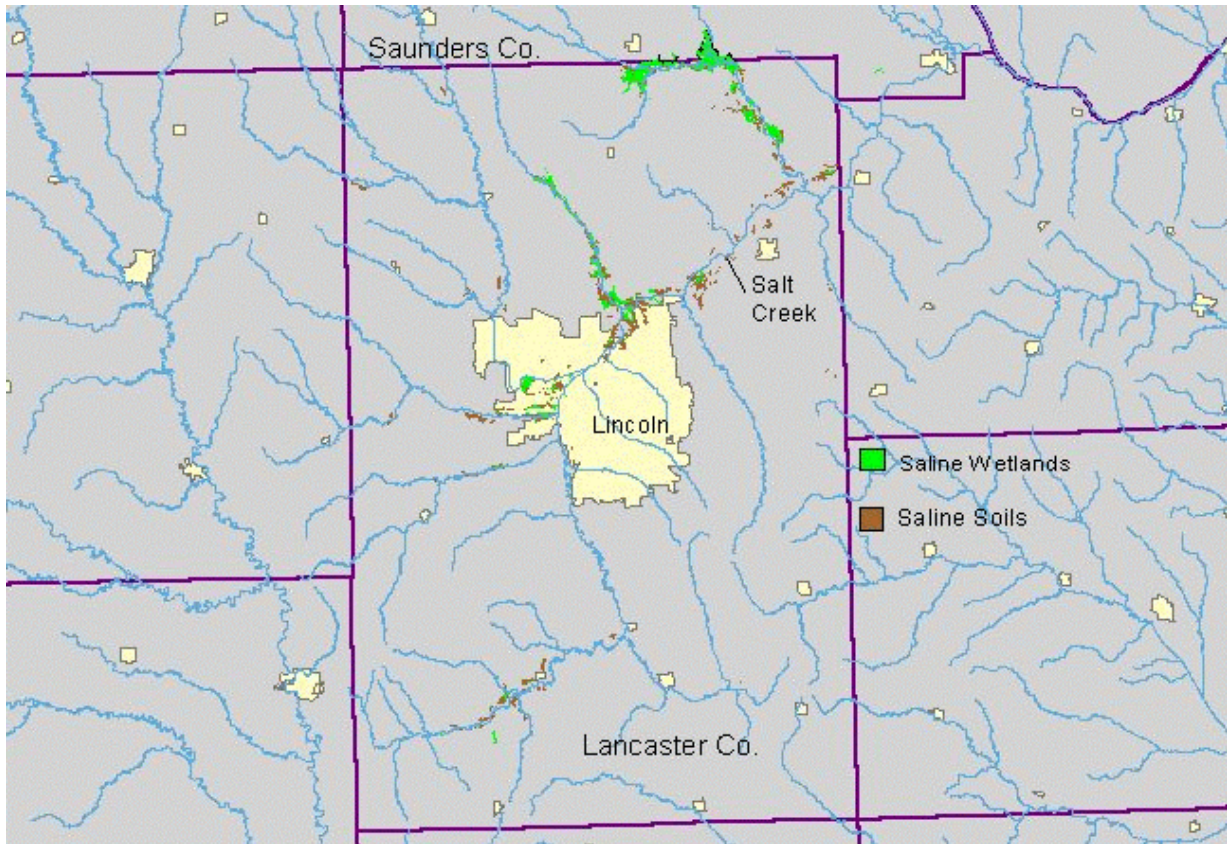 Saunders Co.
Salt
Creek
Lincoln
Saline Wetlands
Saline Soils
Lancaster Co.